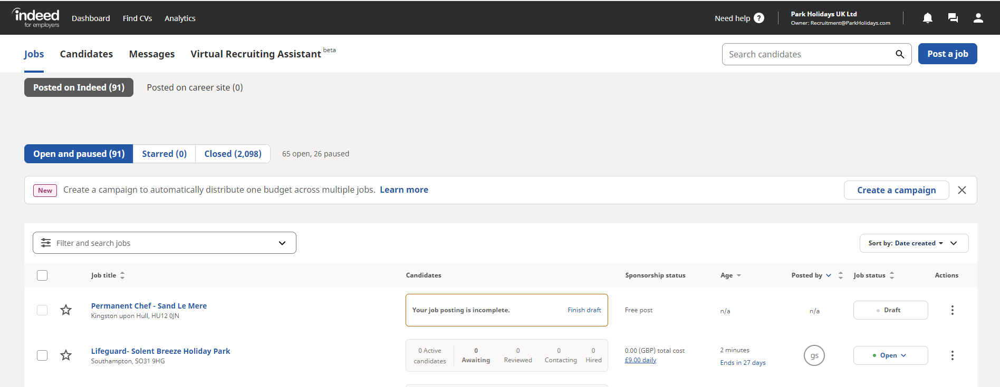 indeed
for employers
Dashboard
Find CVs
Analytics
Need help ?
Park Holidays UK Ltd
Owner: Recruitment@ParkHolidays.com
Jobs
Candidates
Messages
Virtual Recruiting Assistant beta
Search candidates
Post a job
Posted on Indeed (91)
Posted on career site (0)
Open and paused (91)
Starred (0)
Closed (2,098)
65 open, 26 paused
New
Create a campaign to automatically distribute one budget across multiple jobs. Learn more
Create a campaign
Filter and search jobs
Sort by: Date created
Job title
Candidates
Sponsorship status
Age
Posted by
Job status
Actions
Permanent Chef - Sand Le Mere
Kingston upon Hull, HU12 0JN
Your job posting is incomplete.
Finish draft
Free post
n/a
n/a
Draft
Lifeguard- Solent Breeze Holiday Park
Southampton, SO31 9HG
0 Active
candidates
0
Awaiting
0
Reviewed
0
Contacting
0
Hired
0.00 (GBP) total cost
£9.00 daily
2 minutes
Ends in 27 days
gs
Open